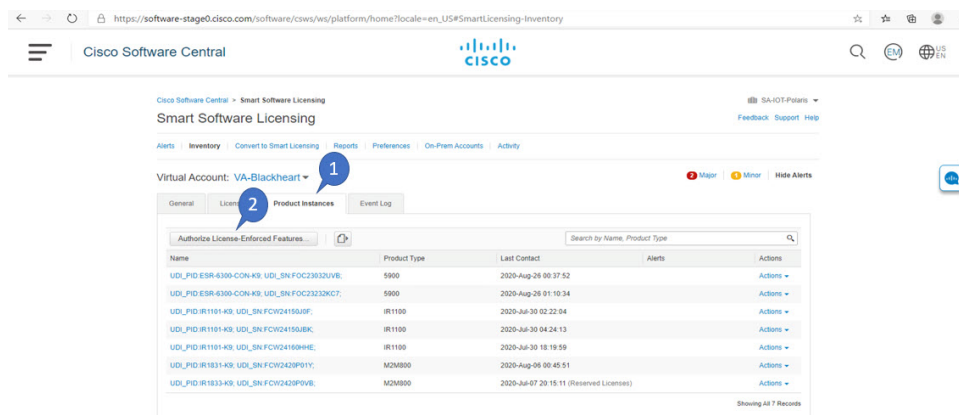 https://software-stage0.cisco.com/software/csws/ws/platform/home?locale=en_US#SmartLicensing-Inventory
Cisco Software Central
CISCO
EM
US EN
Cisco Software Central > Smart Software Licensing
SA-IOT-Polaris
Smart Software Licensing
Feedback Support Help
Alerts | Inventory | Convert to Smart Licensing | Reports | Preferences | On-Prem Accounts | Activity
1
Virtual Account: VA-Blackheart
2 Major | 1 Minor | Hide Alerts
2
General Licen Product Instances Event Log
Authorize License-Enforced Features... Search by Name, Product Type
Name Product Type Last Contact Alerts Actions
UDI_PID:ESR-6300-CON-K9; UDI_SN:FOC23032UVB; 5900 2020-Aug-26 00:37:52 Actions
UDI_PID:ESR-6300-CON-K9; UDI_SN:FOC23232KC7; 5900 2020-Aug-26 01:10:34 Actions
UDI_PID:IR1101-K9; UDI_SN:FCW24150J0F; IR1100 2020-Jul-30 02:22:04 Actions
UDI_PID:IR1101-K9; UDI_SN:FCW24150JBK; IR1100 2020-Jul-30 04:24:13 Actions
UDI_PID:IR1101-K9; UDI_SN:FCW24160HHE; IR1100 2020-Jul-30 18:19:59 Actions
UDI_PID:IR1831-K9; UDI_SN:FCW2420P01Y; M2M800 2020-Aug-06 00:45:51 Actions
UDI_PID:IR1833-K9; UDI_SN:FCW2420P0VB; M2M800 2020-Jul-07 20:15:11 (Reserved Licenses) Actions
Showing All 7 Records